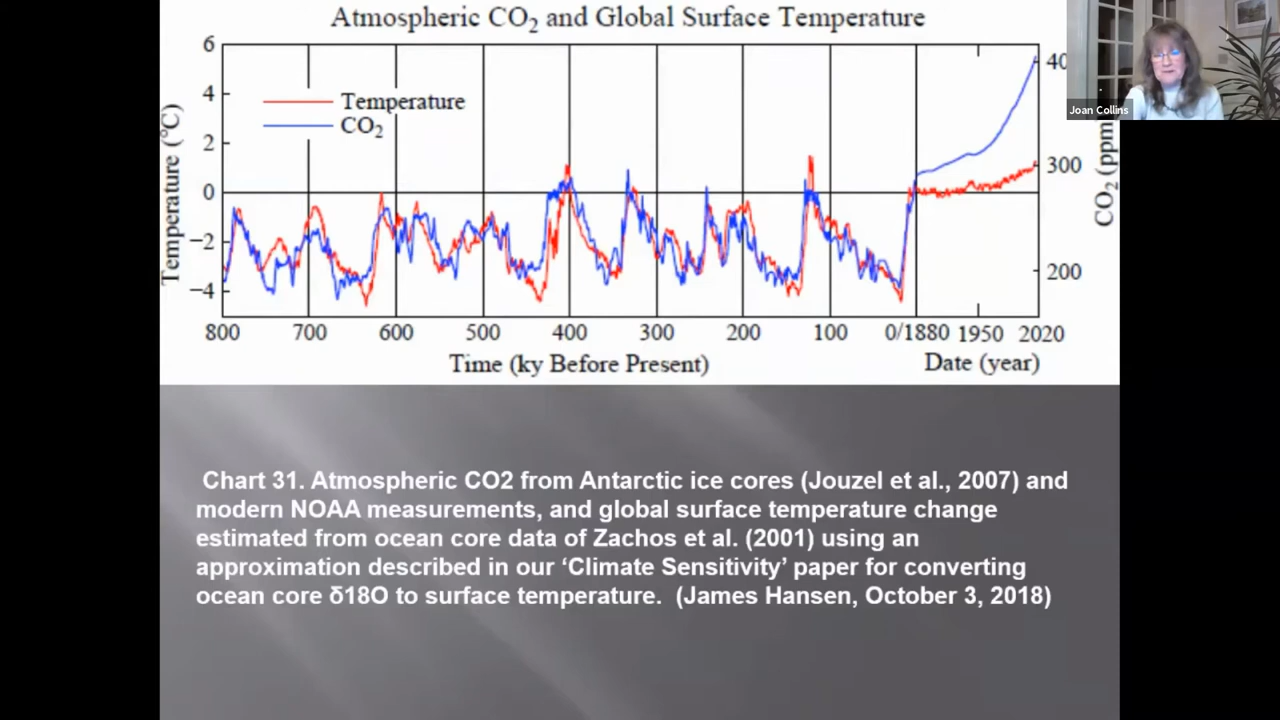 Atmospheric CO₂ and Global Surface Temperature
6
4
2
0
−2
−4
Temperature (°C)
Temperature
CO₂
300
200
CO₂ (ppm
800 700 600 500 400 300 200 100 0/1880 1950 2020
Time (ky Before Present) Date (year)
Joan Collins
Chart 31. Atmospheric CO2 from Antarctic ice cores (Jouzel et al., 2007) and
modern NOAA measurements, and global surface temperature change
estimated from ocean core data of Zachos et al. (2001) using an
approximation described in our ‘Climate Sensitivity’ paper for converting
ocean core δ18O to surface temperature. (James Hansen, October 3, 2018)